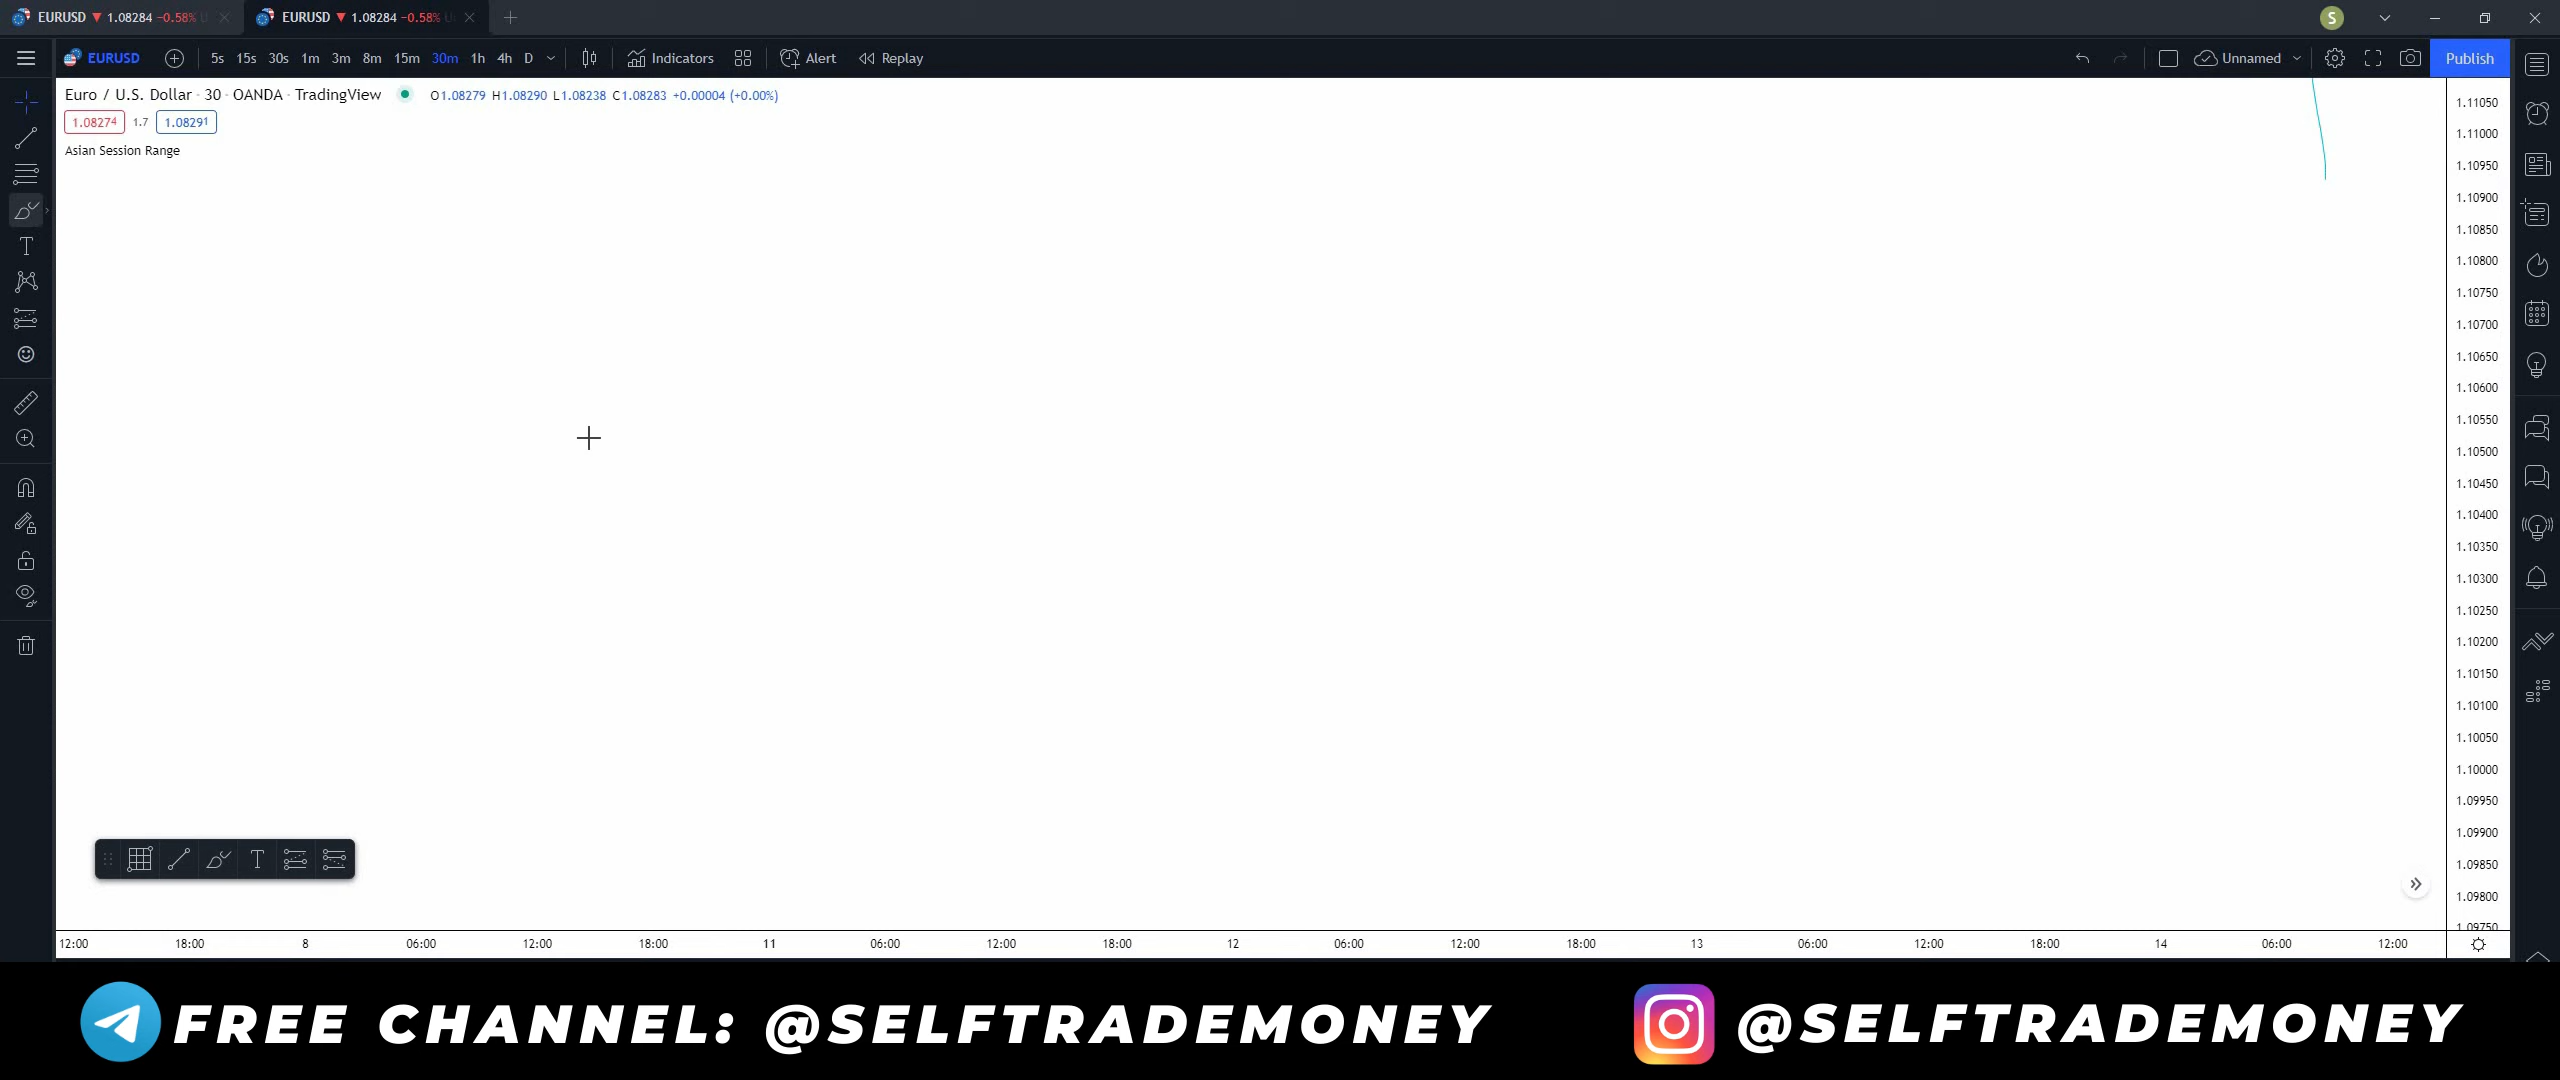 EURUSD ▼ 1.08284 −0.58%
EURUSD ▼ 1.08284 −0.58%
S
EURUSD 5s 15s 30s 1m 3m 8m 15m 30m 1h 4h D Indicators Alert Replay Unnamed Publish
Euro / U.S. Dollar · 30 · OANDA · TradingView O1.08279 H1.08290 L1.08238 C1.08283 +0.00004 (+0.00%)
1.08274 1.7 1.08291
Asian Session Range
1.11050
1.11000
1.10950
1.10900
1.10850
1.10800
1.10750
1.10700
1.10650
1.10600
1.10550
1.10500
1.10450
1.10400
1.10350
1.10300
1.10250
1.10200
1.10150
1.10100
1.10050
1.10000
1.09950
1.09900
1.09850
1.09800
1.09750
12:00 18:00 8 06:00 12:00 18:00 11 06:00 12:00 18:00 12 06:00 12:00 18:00 13 06:00 12:00 18:00 14 06:00 12:00
FREE CHANNEL: @SELFTRADEMONEY
@SELFTRADEMONEY